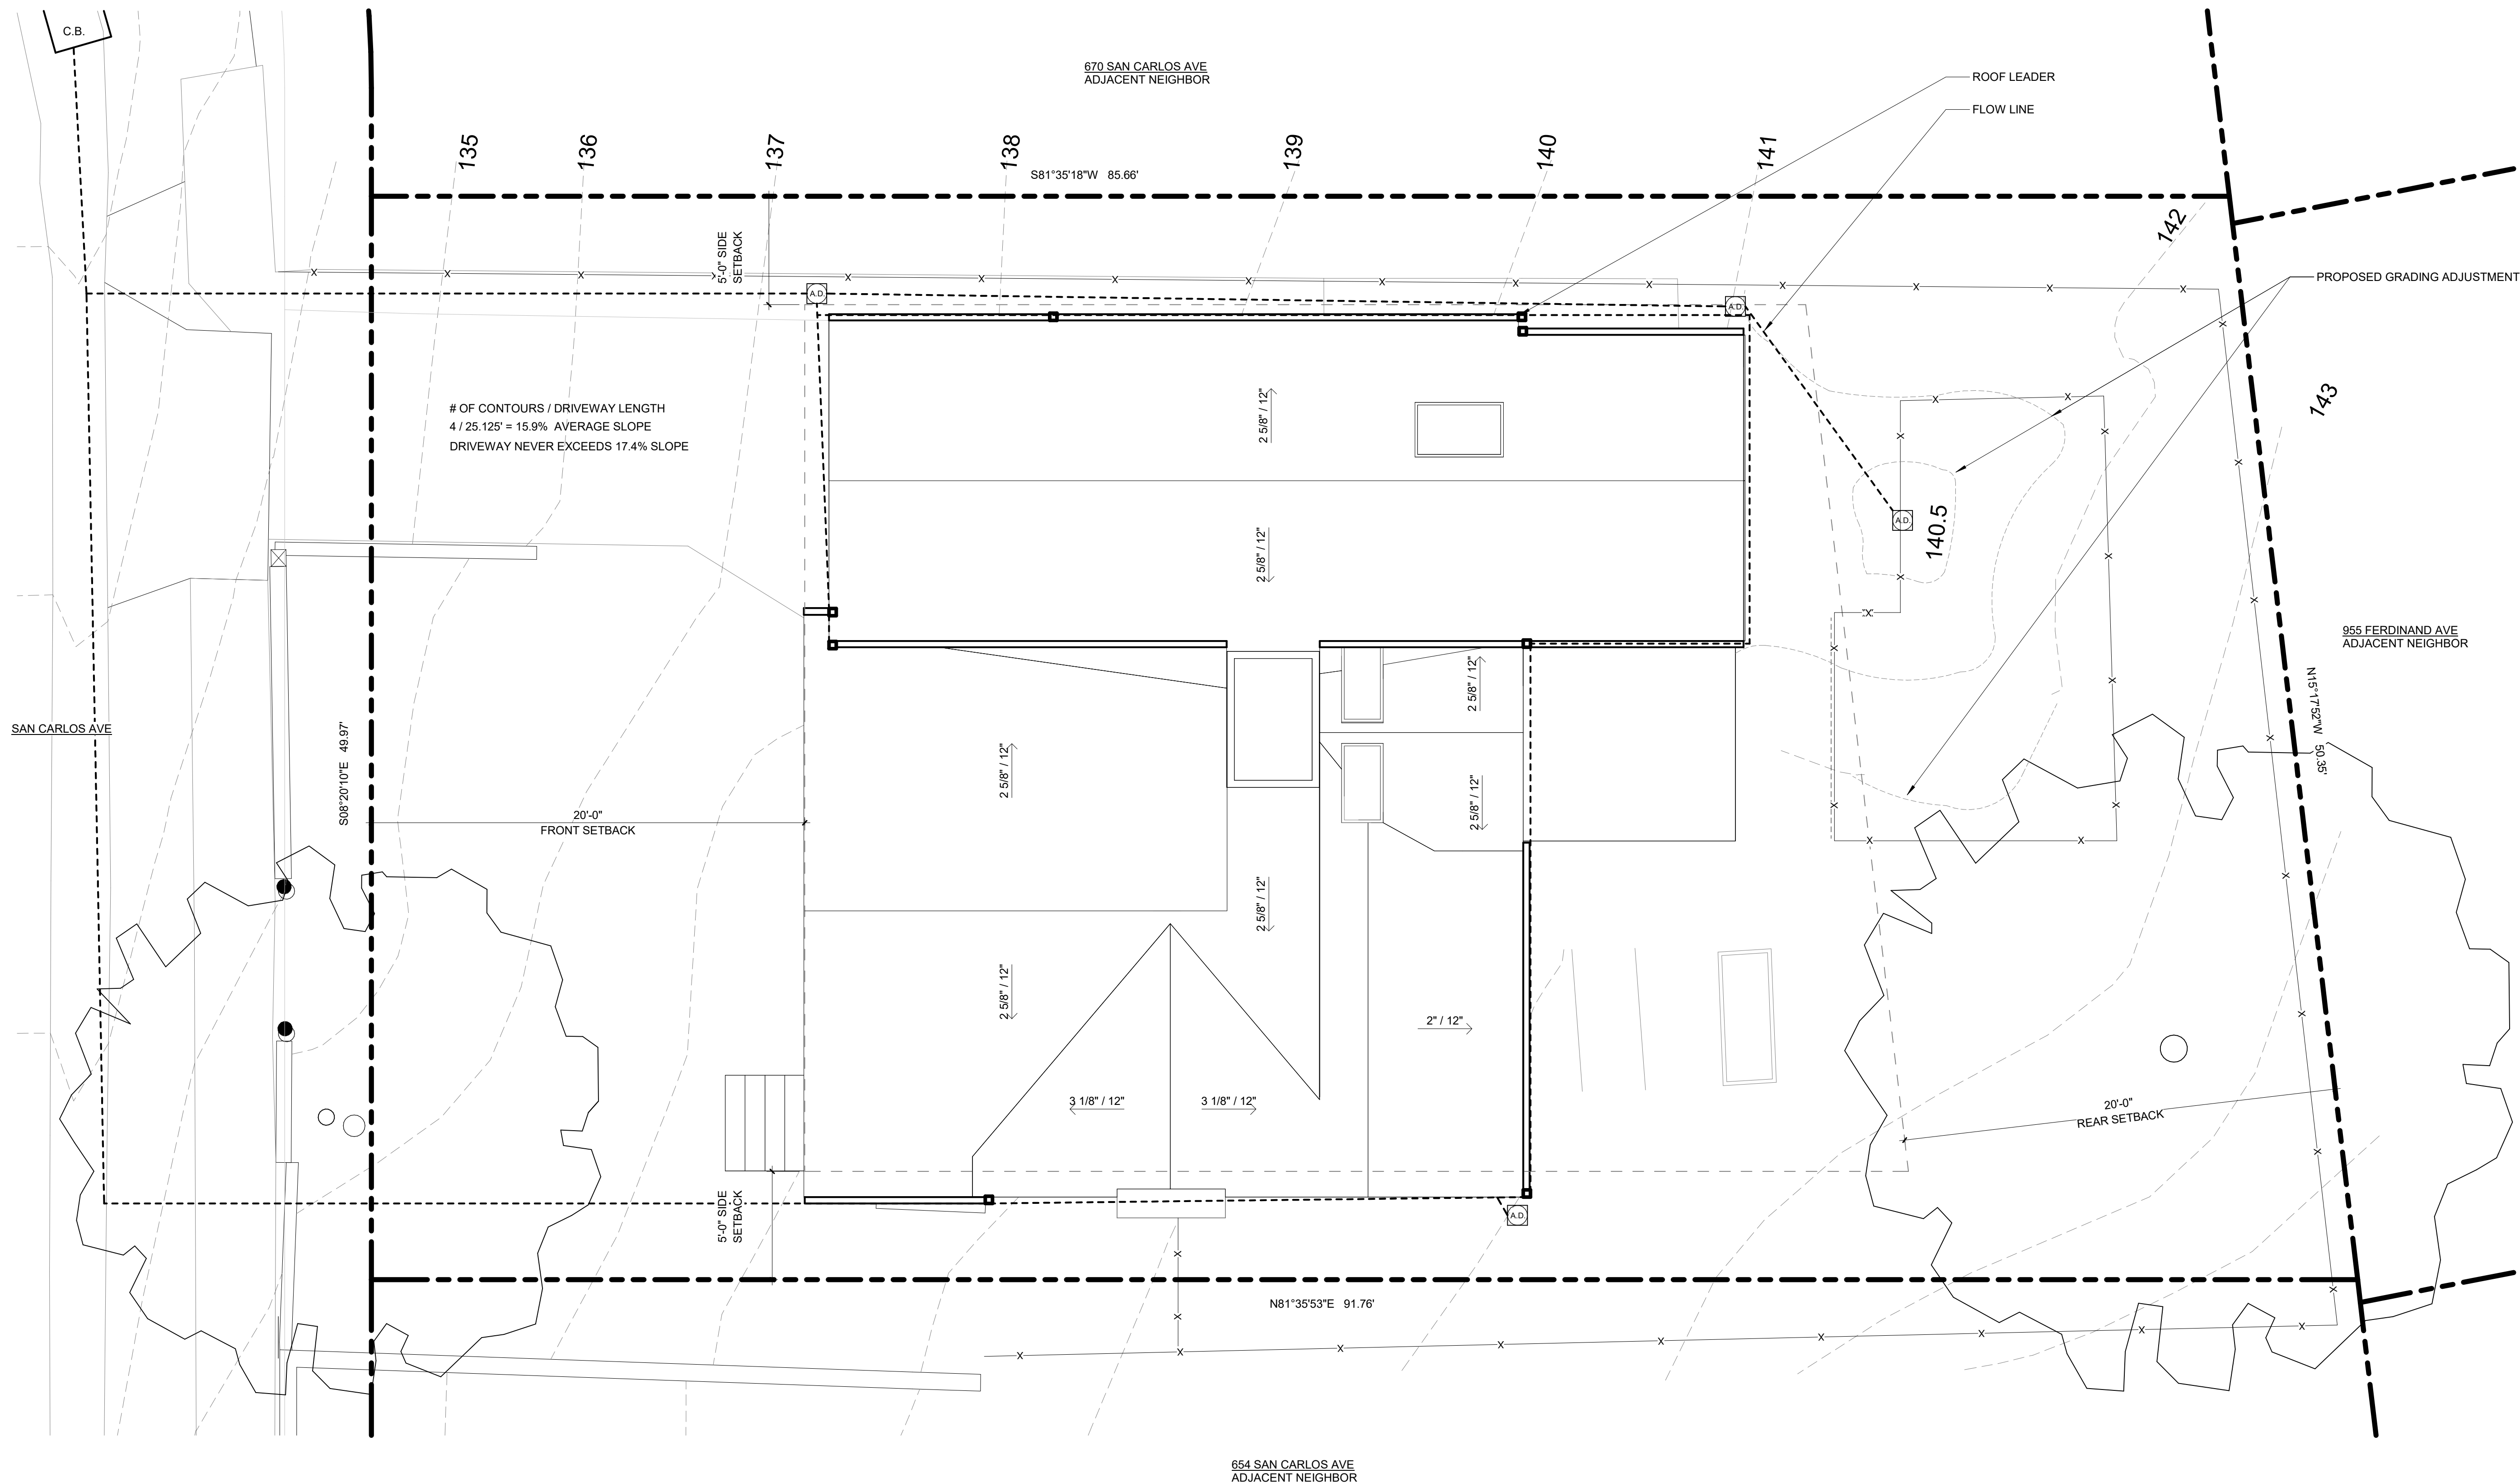 C.B.
670 SAN CARLOS AVE
ADJACENT NEIGHBOR
ROOF LEADER
FLOW LINE
135
136
137
138
139
140
141
S81°35'18"W 85.66'
142
5'-0" SIDE
SETBACK
PROPOSED GRADING ADJUSTMENT
X X X X X X X X X X X X X X X
A.D.
A.D.
143
# OF CONTOURS / DRIVEWAY LENGTH
4 / 25.125' = 15.9% AVERAGE SLOPE
DRIVEWAY NEVER EXCEEDS 17.4% SLOPE
2 5/8" / 12"
2 5/8" / 12"
A.D.
140.5
955 FERDINAND AVE
ADJACENT NEIGHBOR
N15°17'52"W 50.35'
SAN CARLOS AVE
S08°20'10"E 49.97'
2 5/8" / 12"
2 5/8" / 12"
2 5/8" / 12"
20'-0"
FRONT SETBACK
2 5/8" / 12"
2 5/8" / 12"
2" / 12"
3 1/8" / 12"
3 1/8" / 12"
20'-0"
REAR SETBACK
5'-0" SIDE
SETBACK
A.D.
N81°35'53"E 91.76'
X X X X X X X X X
654 SAN CARLOS AVE
ADJACENT NEIGHBOR